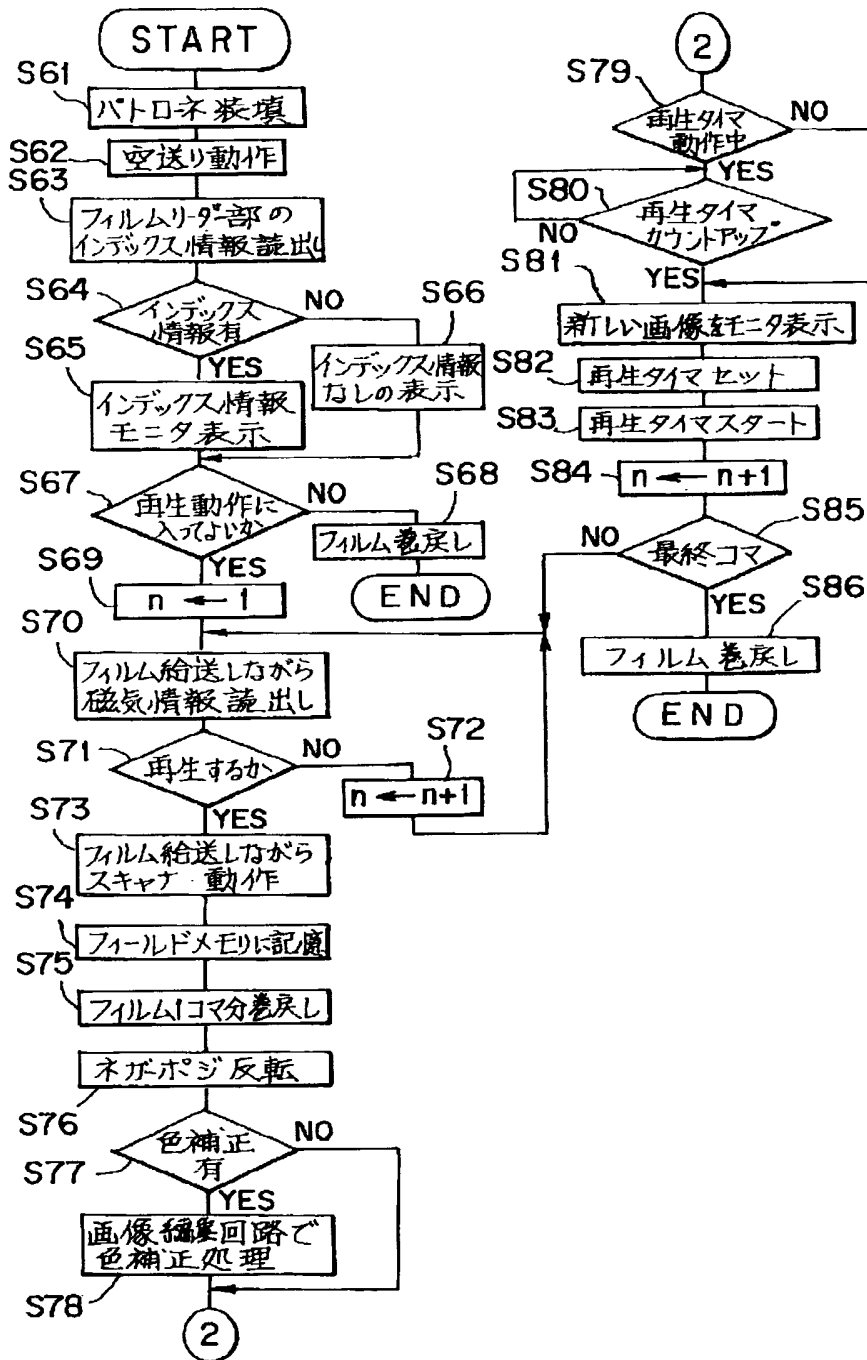 START
S61
パトローネ装填
S62
空送り動作
S63
フィルムリーダー部の
インデックス情報読出し
S64
インデックス
情報有
NO
YES
S65
インデックス情報
モニタ表示
S66
インデックス情報
なしの表示
S67
再生動作に
入ってよいか
NO
YES
S68
フィルム巻戻し
END
S69
n ← 1
S70
フィルム給送しながら
磁気情報読出し
S71
再生するか
NO
YES
S72
n ← n+1
S73
フィルム給送しながら
スキャナ動作
S74
フィールドメモリに記憶
S75
フィルム1コマ分巻戻し
ネガ-ポジ反転
S76
色補正
有
S77
NO
YES
画像編集回路で
色補正処理
S78
2
2
S79
再生タイマ
動作中
NO
YES
S80
再生タイマ
カウントアップ
NO
YES
S81
新しい画像をモニタ表示
S82
再生タイマセット
S83
再生タイマスタート
S84
n ← n+1
S85
最終コマ
NO
YES
S86
フィルム巻戻し
END